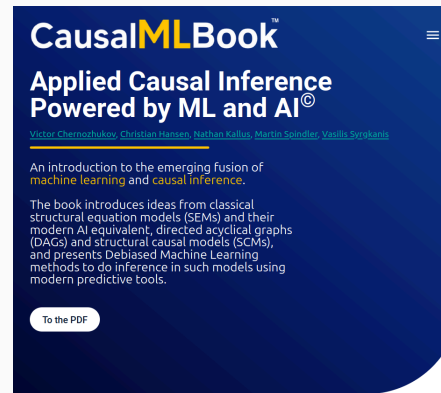 CausalMLBook™
Applied Causal Inference
Powered by ML and AI©
Victor Chernozhukov, Christian Hansen, Nathan Kallus, Martin Spindler, Vasilis Syrgkanis
An introduction to the emerging fusion of
machine learning and causal inference.
The book introduces ideas from classical
structural equation models (SEMs) and their
modern AI equivalent, directed acyclical graphs
(DAGs) and structural causal models (SCMs),
and presents Debiased Machine Learning
methods to do inference in such models using
modern predictive tools.
To the PDF